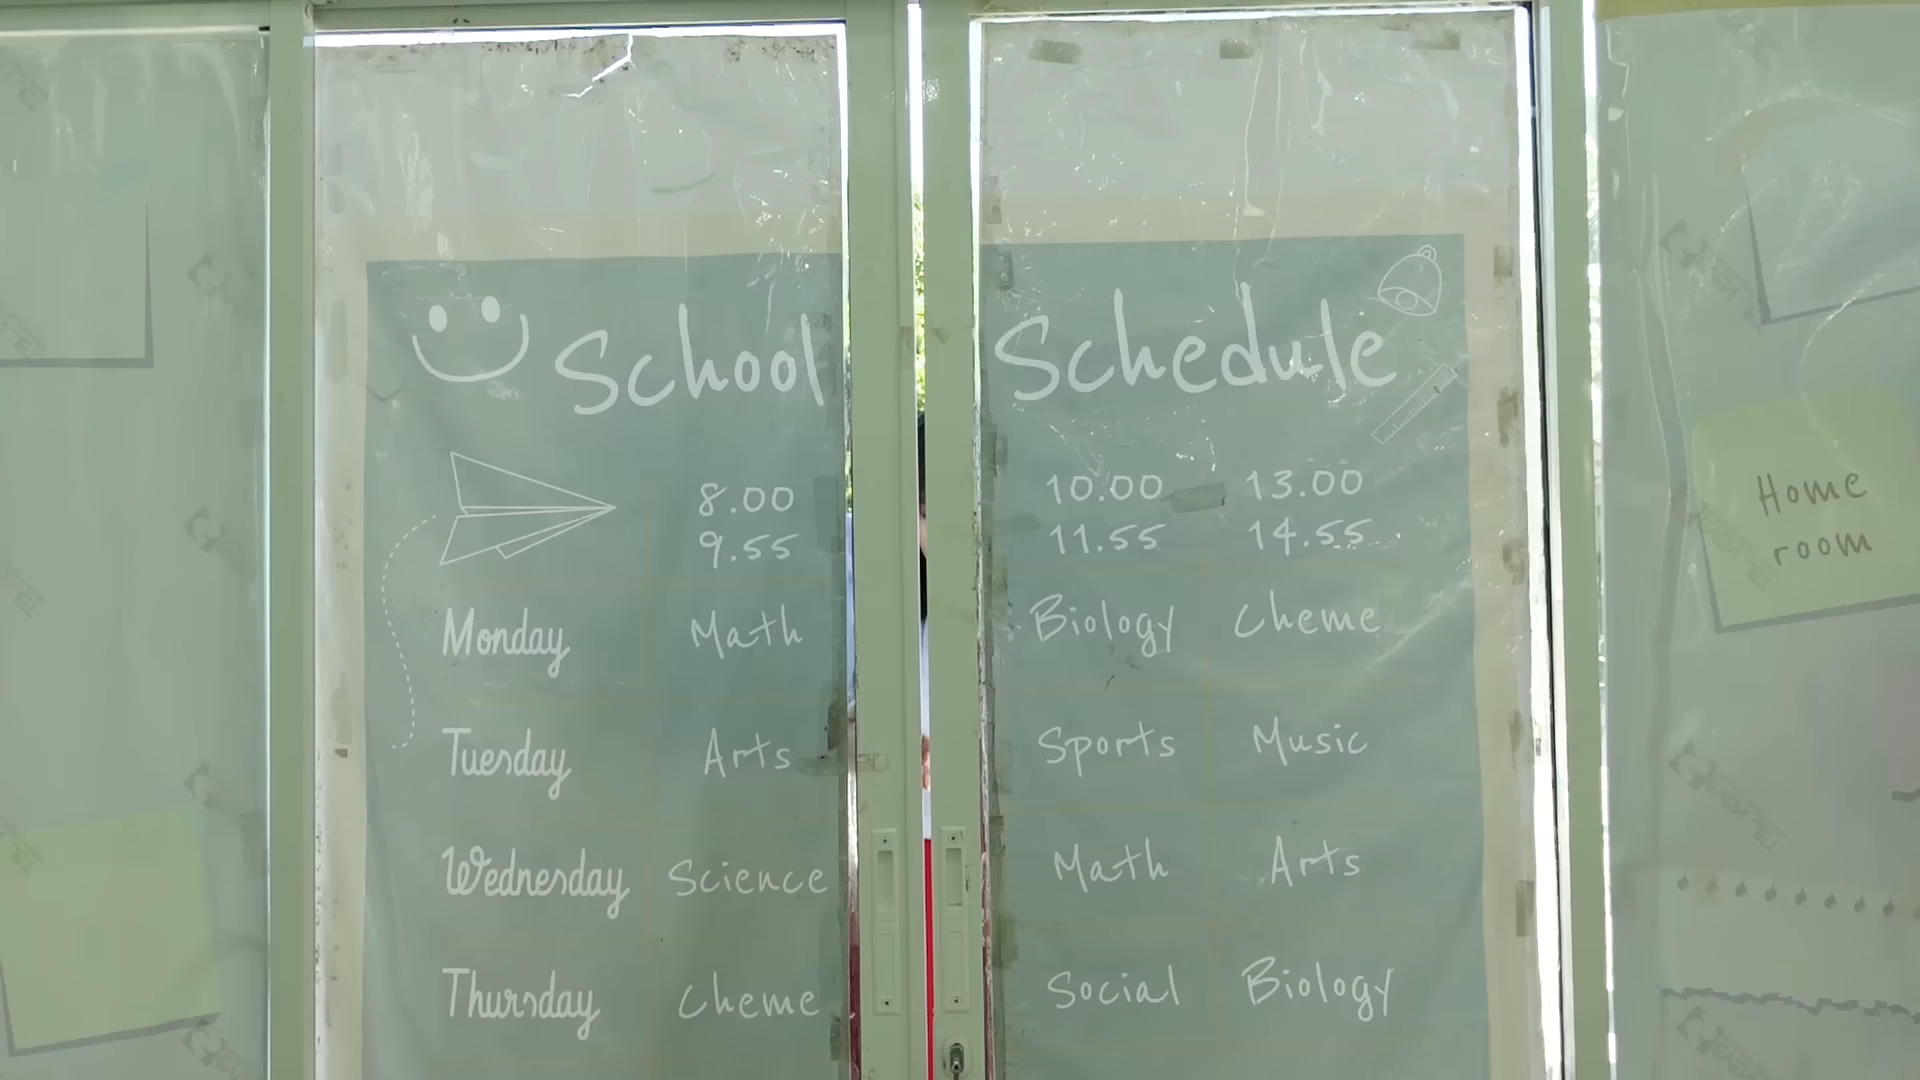 School Schedule
8.00 10.00 13.00
9.55 11.55 14.55
Monday Math Biology Cheme
Tuesday Arts Sports Music
Wednesday Science Math Arts
Thursday Cheme Social Biology
Home
room